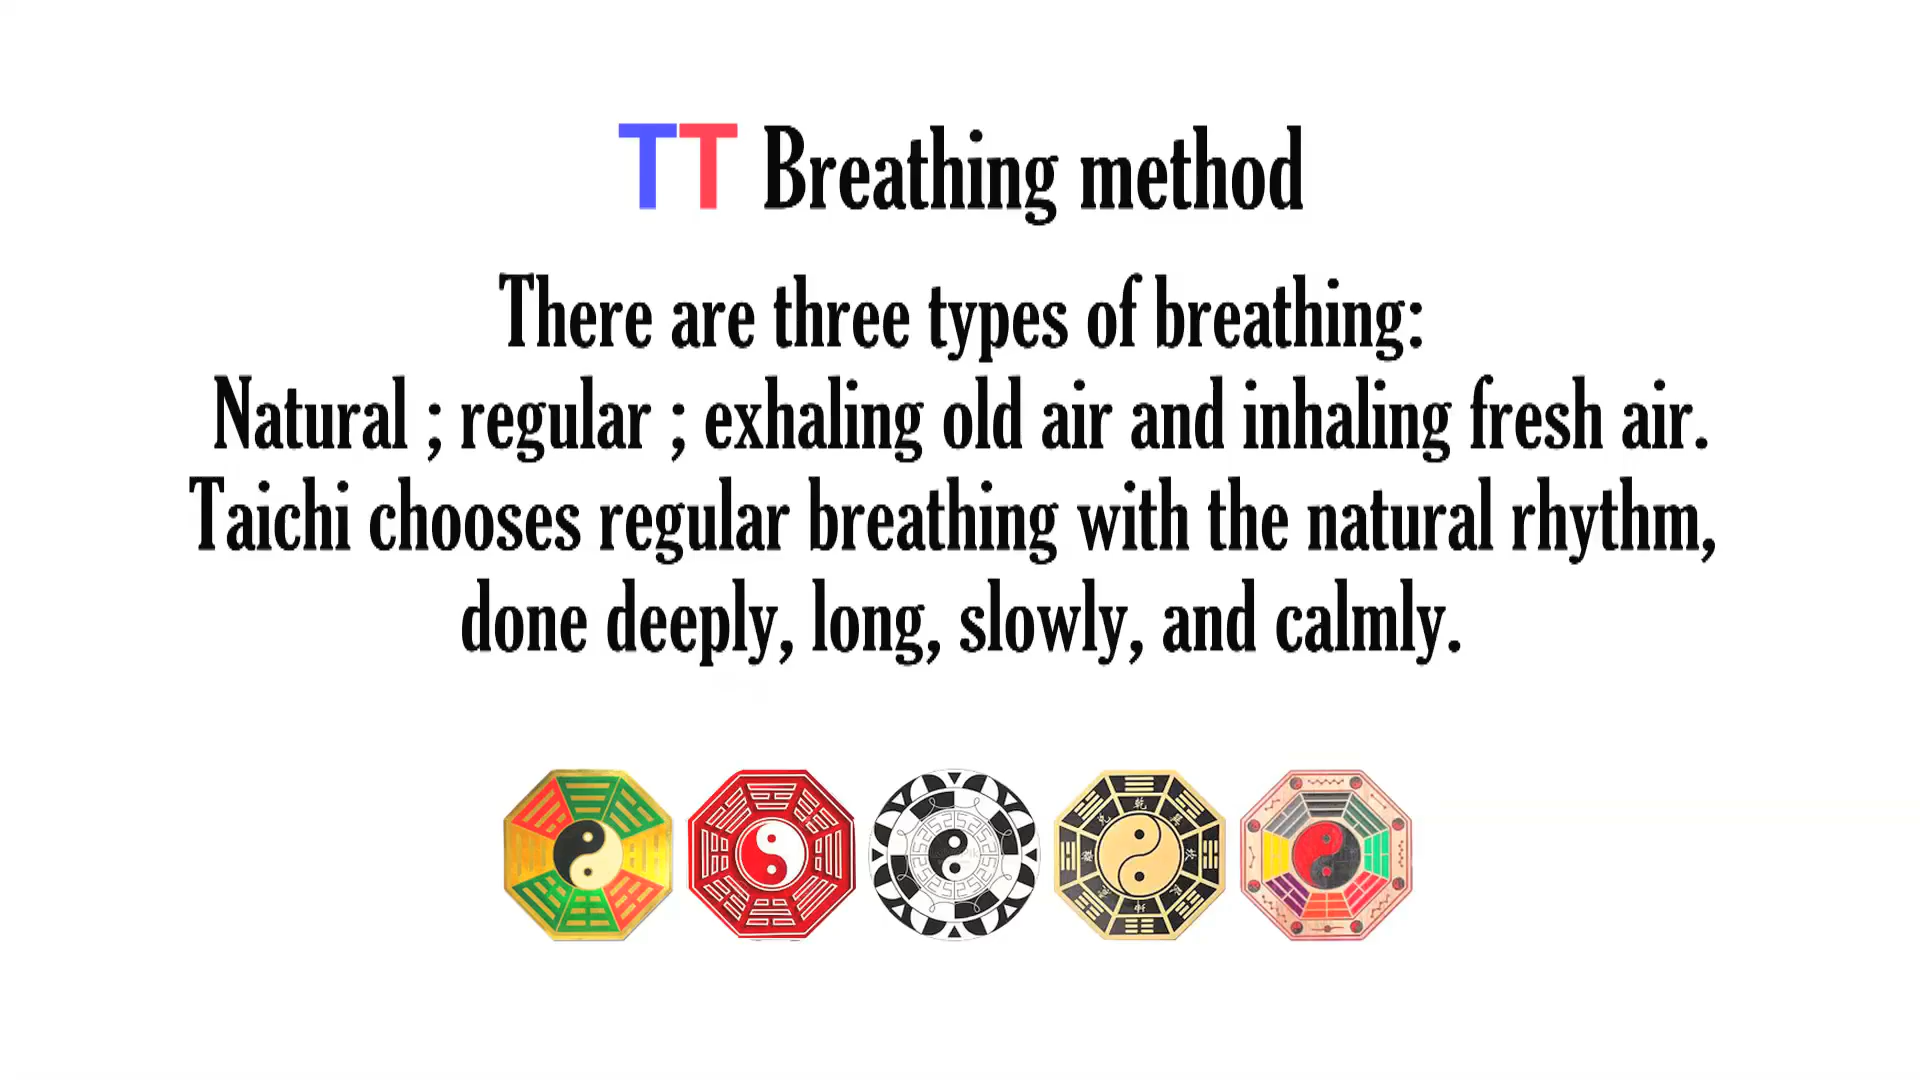 TT Breathing method
There are three types of breathing:
Natural ; regular ; exhaling old air and inhaling fresh air.
Taichi chooses regular breathing with the natural rhythm,
done deeply, long, slowly, and calmly.